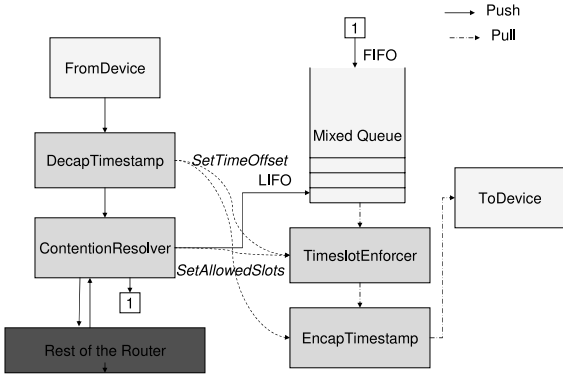 Push
Pull
1
FIFO
FromDevice
Mixed Queue
DecapTimestamp
SetTimeOffset
LIFO
ToDevice
ContentionResolver
TimeslotEnforcer
SetAllowedSlots
1
Rest of the Router
EncapTimestamp